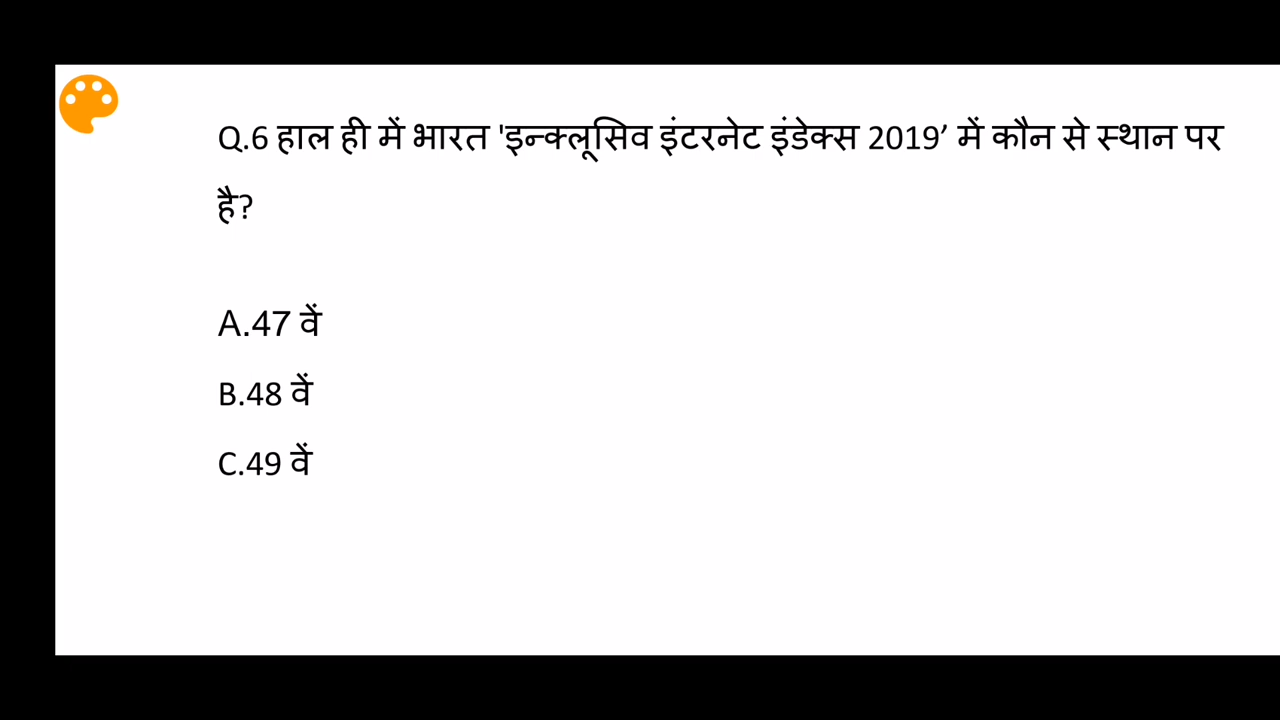 Q.6 हाल ही में भारत 'इन्क्लूसिव इंटरनेट इंडेक्स 2019’ में कौन से स्थान पर
है?
A.47 वें
B.48 वें
C.49 वें